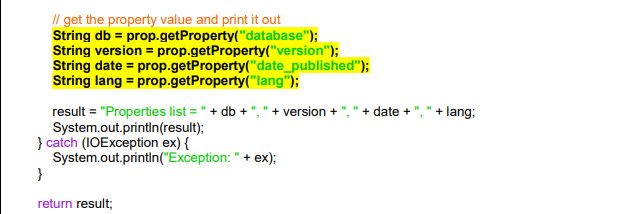 // get the property value and print it out
String db = prop.getProperty("database");
String version = prop.getProperty("version");
String date = prop.getProperty("date_published");
String lang = prop.getProperty("lang");
result = "Properties list = " + db + ", " + version + ", " + date + ", " + lang;
System.out.println(result);
} catch (IOException ex) {
System.out.println("Exception: " + ex);
}
return result;